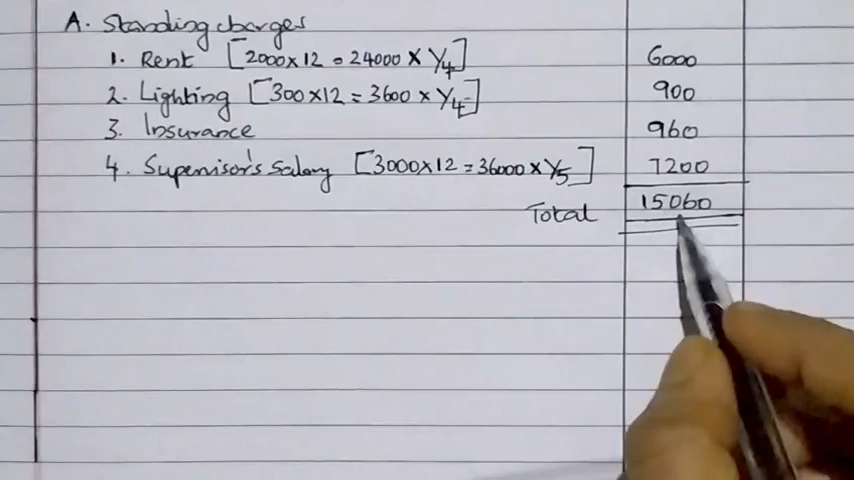 A. Standing charges
1. Rent [2000x12 = 24000 x 1/4] 6000
2. Lighting [300x12 = 3600 x 1/4] 900
3. Insurance 960
4. Supervisor's salary [3000x12 = 36000 x 1/5] 7200
Total 15060